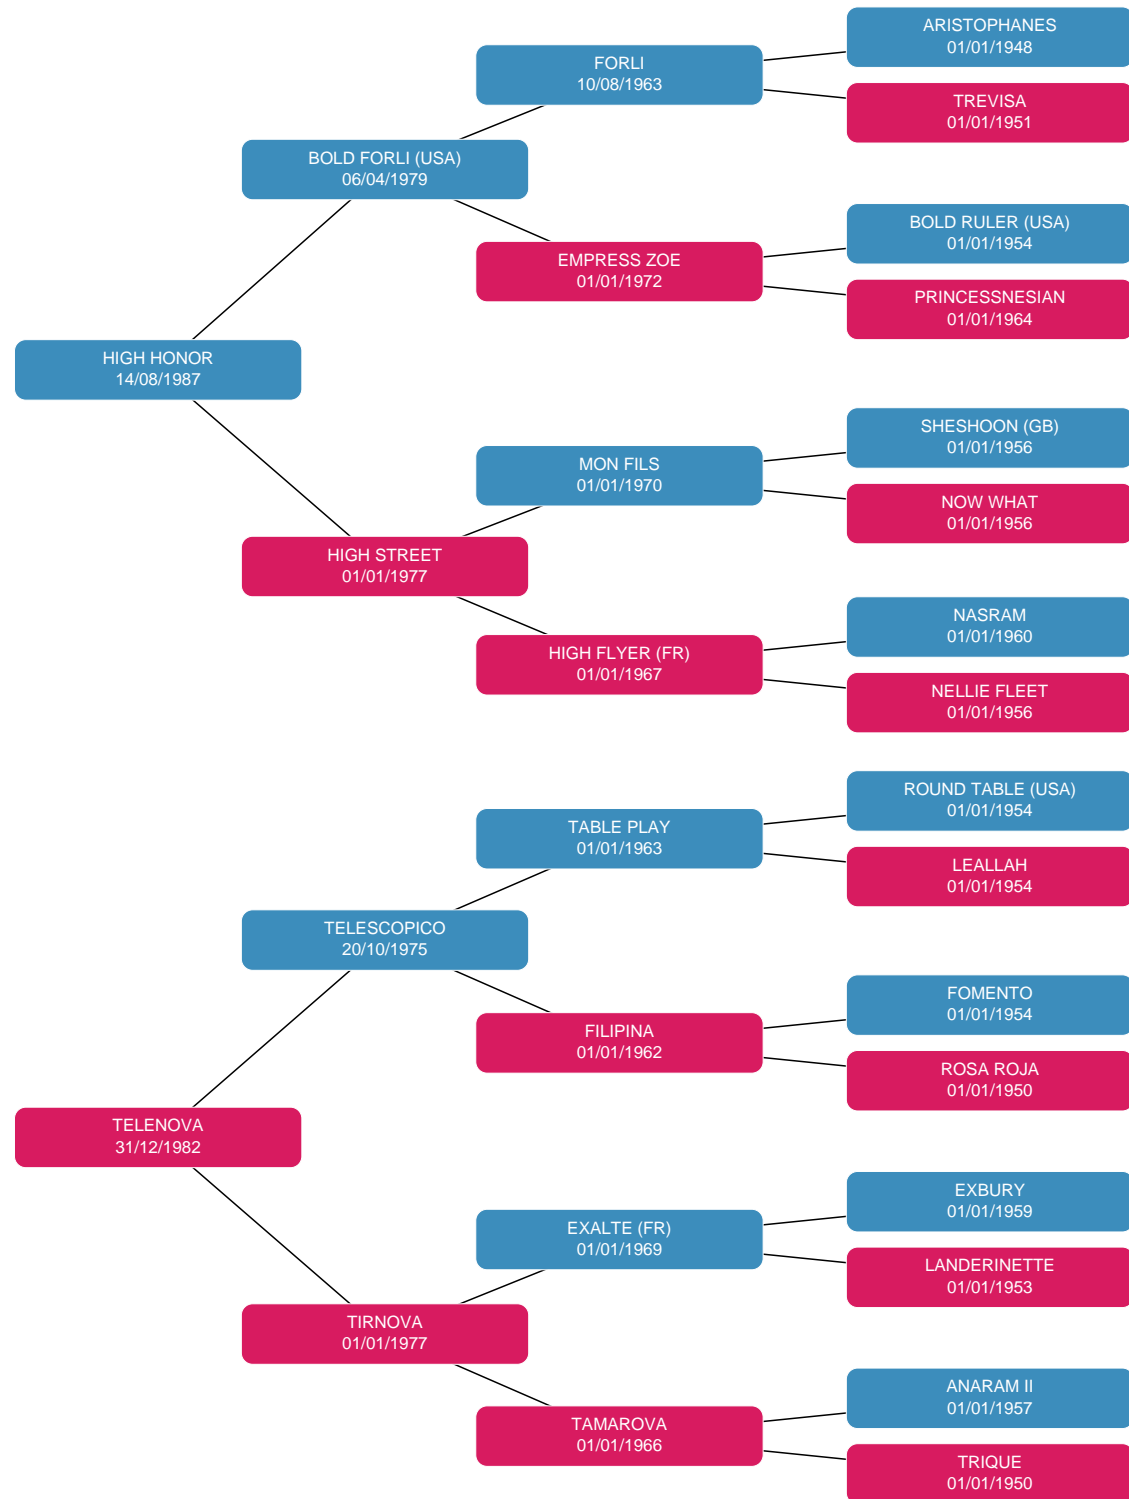 ARISTOPHANES
01/01/1948
FORLI
10/08/1963
TREVISA
01/01/1951
BOLD FORLI (USA)
06/04/1979
BOLD RULER (USA)
01/01/1954
EMPRESS ZOE
01/01/1972
PRINCESSNESIAN
01/01/1964
HIGH HONOR
14/08/1987
SHESHOON (GB)
01/01/1956
MON FILS
01/01/1970
NOW WHAT
01/01/1956
HIGH STREET
01/01/1977
NASRAM
01/01/1960
HIGH FLYER (FR)
01/01/1967
NELLIE FLEET
01/01/1956
ROUND TABLE (USA)
01/01/1954
TABLE PLAY
01/01/1963
LEALLAH
01/01/1954
TELESCOPICO
20/10/1975
FOMENTO
01/01/1954
FILIPINA
01/01/1962
ROSA ROJA
01/01/1950
TELENOVA
31/12/1982
EXBURY
01/01/1959
EXALTE (FR)
01/01/1969
LANDERINETTE
01/01/1953
TIRNOVA
01/01/1977
ANARAM II
01/01/1957
TAMAROVA
01/01/1966
TRIQUE
01/01/1950